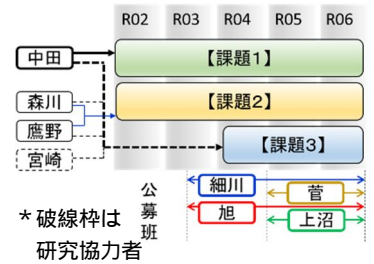 R02 R03 R04 R05 R06
中田
【課題1】
森川
【課題2】
鷹野
宮崎
【課題3】
公募班
細川
菅
旭
上沼
*破線枠は
研究協力者